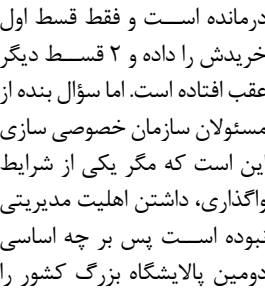 درمانده است و فقط قسط اول
خریدش را داده و ۲ قسط دیگر
عقب افتاده است. اما سؤال بنده از
مسئولان سازمان خصوصی سازی
این است که مگر یکی از شرایط
واگذاری، داشتن اهلیت مدیریتی
نبوده است پس بر چه اساسی
دومین پالایشگاه بزرگ کشور را